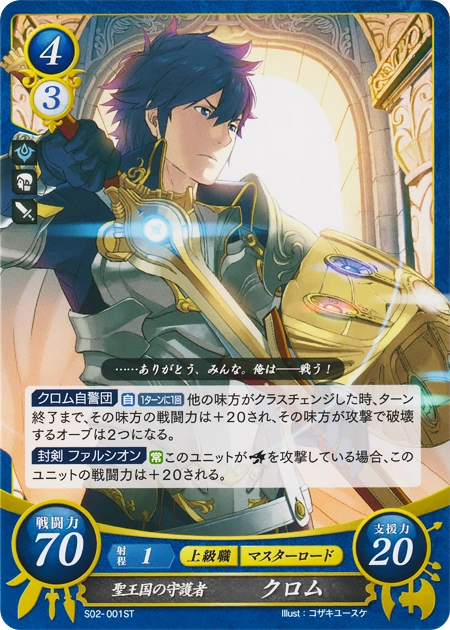 4
3
……ありがとう、みんな。俺は――戦う！
クロム自警団 自 1ターンに1回 他の味方がクラスチェンジした時、ターン
終了まで、その味方の戦闘力は＋20され、その味方が攻撃で破壊
するオーブは2つになる。
封剣 ファルシオン 常 このユニットが を攻撃している場合、この
ユニットの戦闘力は＋20される。
戦闘力
70
射程 1
上級職 マスターロード
支援力
20
聖王国の守護者 クロム
S02-001ST Illust：コザキユースケ